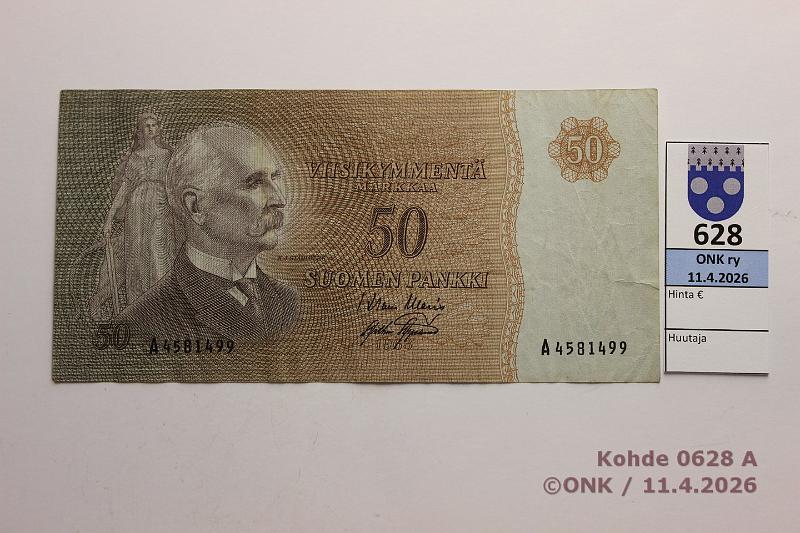 VIISIKYMMENTÄ
MARKKAA
50
SUOMEN PANKKI
50
50
A4581499
A4581499
628
ONK ry
11.4.2026
Hinta €
Huutaja
Kohde 0628 A
©ONK / 11.4.2026